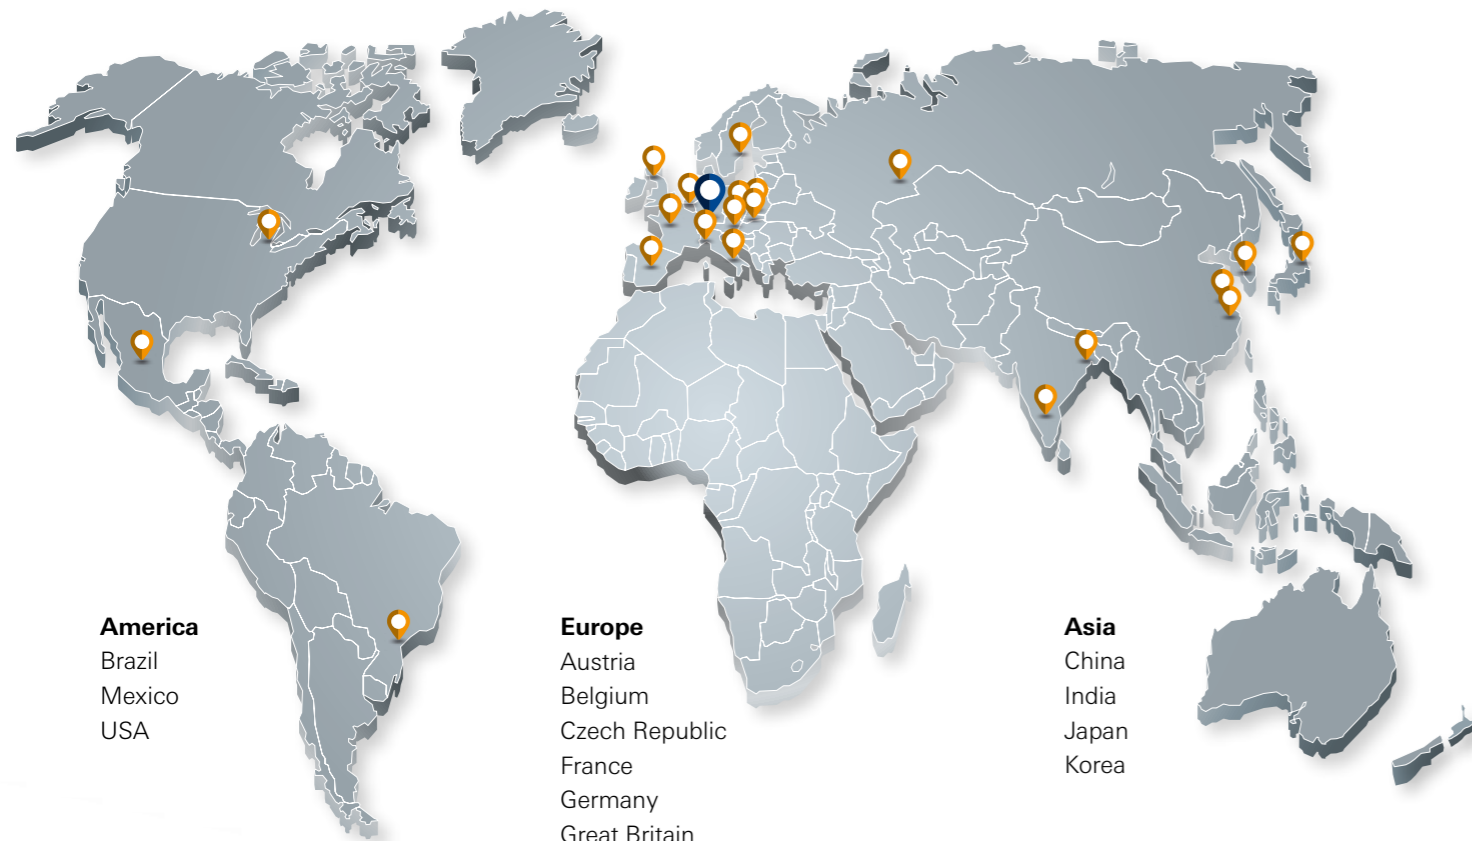 America
Brazil
Mexico
USA
Europe
Austria
Belgium
Czech Republic
France
Germany
Great Britain
Asia
China
India
Japan
Korea